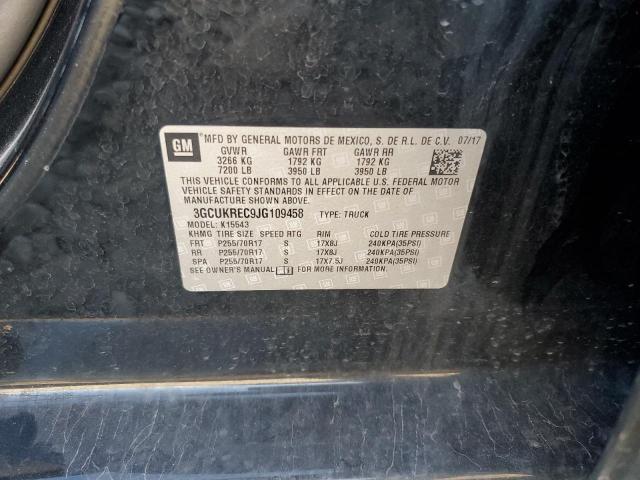 GM MFD BY GENERAL MOTORS DE MEXICO, S. DE R.L. DE C.V. 07/17
GVWR GAWR FRT GAWR RR
3266 KG 1792 KG 1792 KG
7200 LB 3950 LB 3950 LB
THIS VEHICLE CONFORMS TO ALL APPLICABLE U.S. FEDERAL MOTOR
VEHICLE SAFETY STANDARDS IN EFFECT ON THE DATE OF
MANUFACTURE SHOWN ABOVE.
3GCUKREC9JG109458 TYPE: TRUCK
MODEL: K15543
KHMG TIRE SIZE SPEED RTG RIM COLD TIRE PRESSURE
FRT P255/70R17 S 17X8J 240KPA(35PSI)
RR P255/70R17 S 17X8J 240KPA(35PSI)
SPA P255/70R17 S 17X7.5J 240KPA(35PSI)
SEE OWNER'S MANUAL FOR MORE INFORMATION.